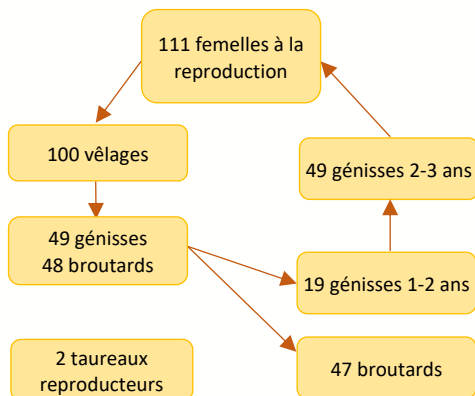 111 femelles à la
reproduction
100 vêlages
49 génisses 2-3 ans
49 génisses
48 broutards
19 génisses 1-2 ans
2 taureaux
reproducteurs
47 broutards